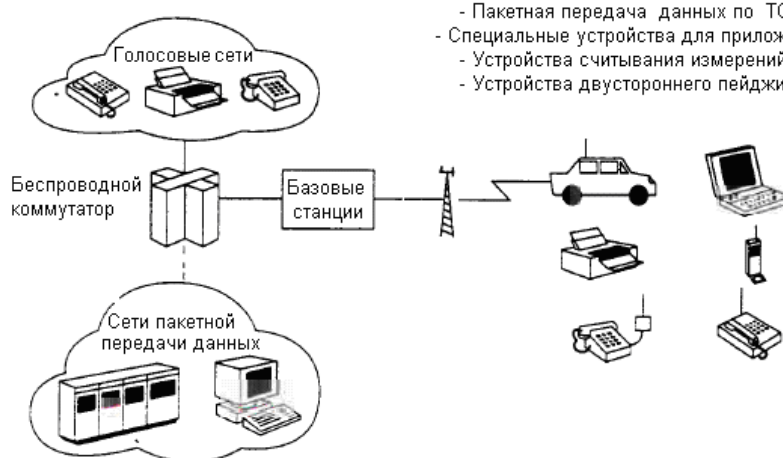 - Пакетная передача данных по
- Специальные устройства для
- Устройства считывания измерений
- Устройства двустороннего
Голосовые сети
Беспроводной
коммутатор
Базовые
станции
Сети пакетной
передачи данных